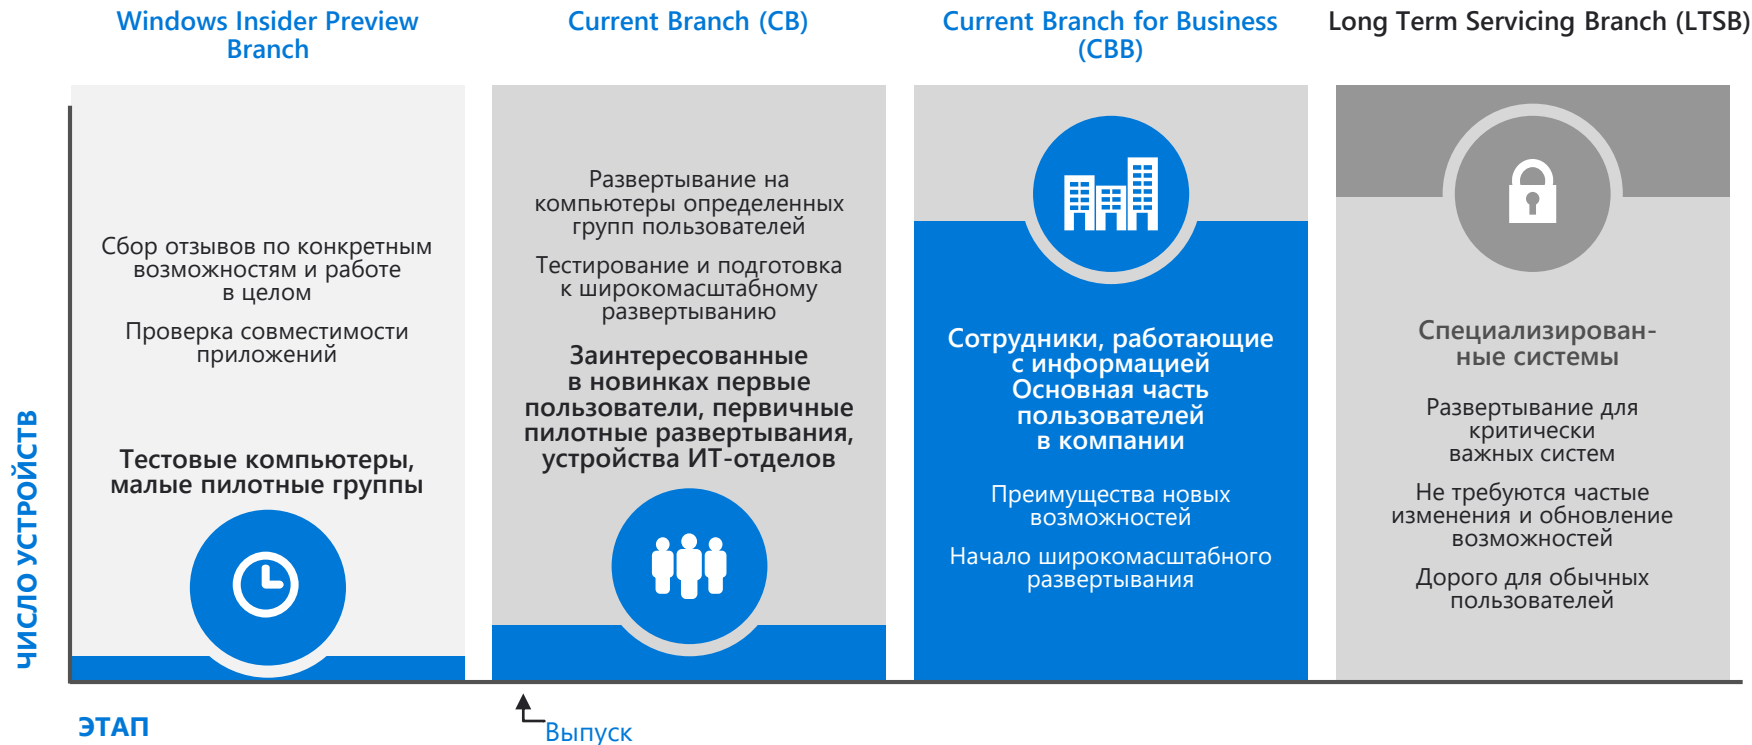 Windows Insider Preview
Branch
Current Branch (CB)
Current Branch for Business
(CBB)
Long Term Servicing Branch (LTSB)
Сбор отзывов по конкретным
возможностям и работе
в целом
Проверка совместимости
приложений
Тестовые компьютеры,
малые пилотные группы
Развертывание на
компьютеры определенных
групп пользователей
Тестирование и подготовка
к широкомасштабному
развертыванию
Заинтересованные
в новинках первые
пользователи, первичные
пилотные развертывания,
устройства ИТ-отделов
Сотрудники, работающие
с информацией
Основная часть
пользователей
в компании
Преимущества новых
возможностей
Начало широкомасштабного
развертывания
Специализирован-
ные системы
Развертывание для
критически
важных систем
Не требуются частые
изменения и обновление
возможностей
Дорого для обычных
пользователей
ЧИСЛО УСТРОЙСТВ
ЭТАП
Выпуск